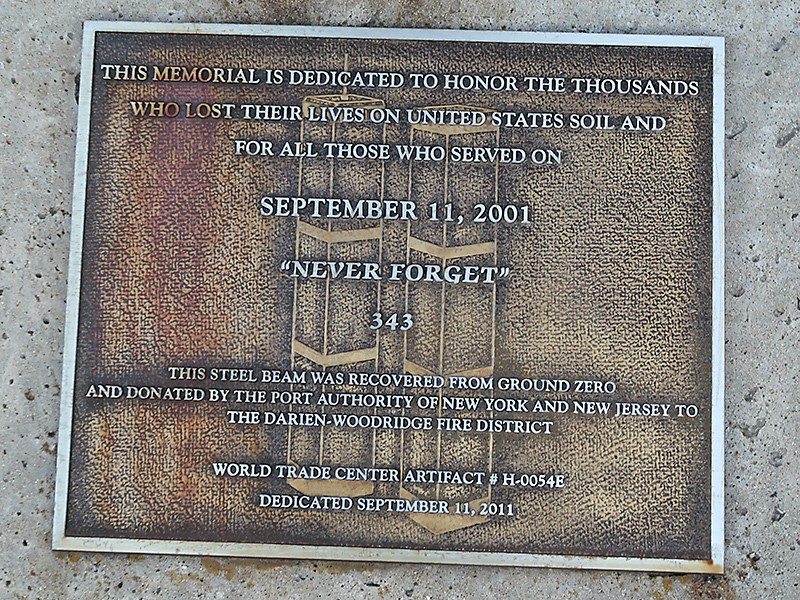 THIS MEMORIAL IS DEDICATED TO HONOR THE THOUSANDS
WHO LOST THEIR LIVES ON UNITED STATES SOIL AND
FOR ALL THOSE WHO SERVED ON
SEPTEMBER 11, 2001
"NEVER FORGET"
343
THIS STEEL BEAM WAS RECOVERED FROM GROUND ZERO
AND DONATED BY THE PORT AUTHORITY OF NEW YORK AND NEW JERSEY TO
THE DARIEN-WOODRIDGE FIRE DISTRICT
WORLD TRADE CENTER ARTIFACT # H-0054E
DEDICATED SEPTEMBER 11, 2011